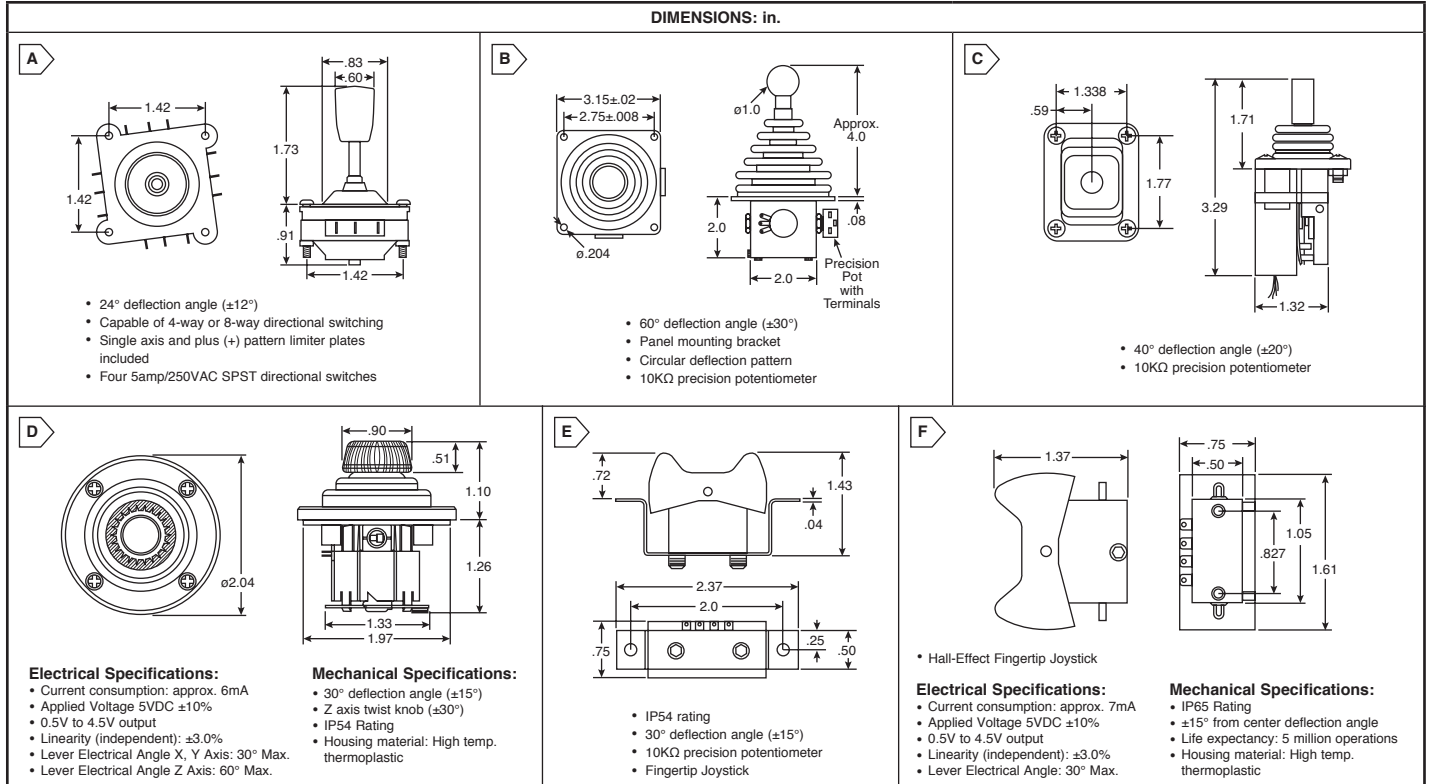 DIMENSIONS: in.
A
.83
.60
1.42
1.73
1.42
.91
1.42
• 24° deflection angle (±12°)
• Capable of 4-way or 8-way directional switching
• Single axis and plus (+) pattern limiter plates
included
• Four 5amp/250VAC SPST directional switches
B
3.15±.02
2.75±.008
ø1.0
Approx.
4.0
2.0
.08
ø.204
2.0
Precision
Pot
with
Terminals
• 60° deflection angle (±30°)
• Panel mounting bracket
• Circular deflection pattern
• 10KΩ precision potentiometer
C
1.338
.59
1.71
1.77
3.29
1.32
• 40° deflection angle (±20°)
• 10KΩ precision potentiometer
D
.90
.51
1.10
ø2.04
1.26
1.33
1.97
Electrical Specifications:
• Current consumption: approx. 6mA
• Applied Voltage 5VDC ±10%
• 0.5V to 4.5V output
• Linearity (independent): ±3.0%
• Lever Electrical Angle X, Y Axis: 30° Max.
• Lever Electrical Angle Z Axis: 60° Max.
Mechanical Specifications:
• 30° deflection angle (±15°)
• Z axis twist knob (±30°)
• IP54 Rating
• Housing material: High temp.
thermoplastic
E
.72
1.43
.04
2.37
2.0
.75
.25
.50
• IP54 rating
• 30° deflection angle (±15°)
• 10KΩ precision potentiometer
• Fingertip Joystick
F
1.37
.75
.50
1.05
.827
1.61
• Hall-Effect Fingertip Joystick
Electrical Specifications:
• Current consumption: approx. 7mA
• Applied Voltage 5VDC ±10%
• 0.5V to 4.5V output
• Linearity (independent): ±3.0%
• Lever Electrical Angle: 30° Max.
Mechanical Specifications:
• IP65 Rating
• ±15° from center deflection angle
• Life expectancy: 5 million operations
• Housing material: High temp.
thermoplastic